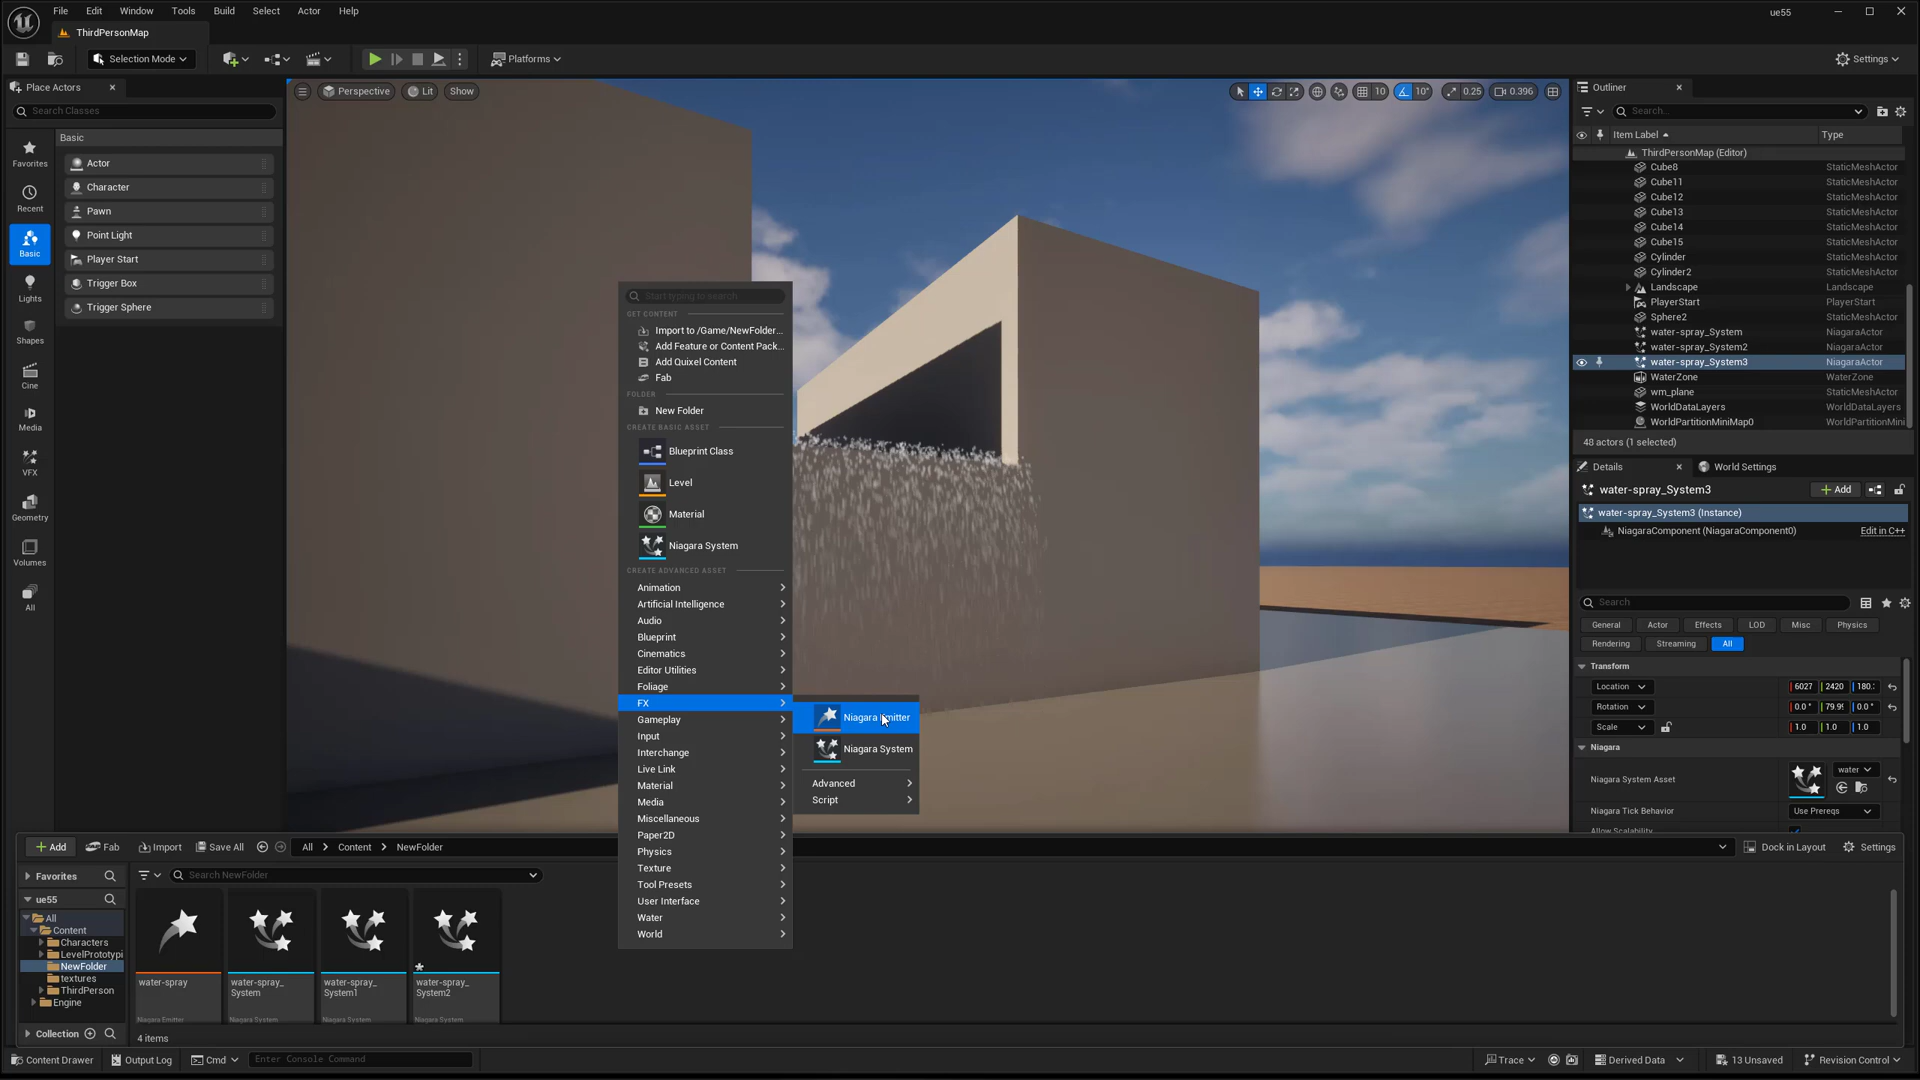 File Edit Window Tools Build Select Actor Help
ue55
ThirdPersonMap
Selection Mode
Platforms
Settings
Place Actors
Search Classes
Favorites
Recent
Basic
Lights
Shapes
Cine
Media
VFX
Geometry
Volumes
All
Basic
Actor
Character
Pawn
Point Light
Player Start
Trigger Box
Trigger Sphere
Perspective Lit Show
10 10° 0.25 0.396
Start typing to search
GET CONTENT
Import to /Game/NewFolder...
Add Feature or Content Pack...
Add Quixel Content
Fab
FOLDER
New Folder
CREATE BASIC ASSET
Blueprint Class
Level
Material
Niagara System
CREATE ADVANCED ASSET
Animation
Artificial Intelligence
Audio
Blueprint
Cinematics
Editor Utilities
Foliage
FX
Gameplay
Input
Interchange
Live Link
Material
Media
Miscellaneous
Paper2D
Physics
Texture
Tool Presets
User Interface
Water
World
Niagara Emitter
Niagara System
Advanced
Script
Outliner
Search...
Item Label Type
ThirdPersonMap (Editor)
Cube8 StaticMeshActor
Cube11 StaticMeshActor
Cube12 StaticMeshActor
Cube13 StaticMeshActor
Cube14 StaticMeshActor
Cube15 StaticMeshActor
Cylinder StaticMeshActor
Cylinder2 StaticMeshActor
Landscape Landscape
PlayerStart PlayerStart
Sphere2 StaticMeshActor
water-spray_System NiagaraActor
water-spray_System2 NiagaraActor
water-spray_System3 NiagaraActor
WaterZone WaterZone
wm_plane StaticMeshActor
WorldDataLayers WorldDataLayers
WorldPartitionMiniMap0 WorldPartitionMini
48 actors (1 selected)
Details World Settings
water-spray_System3 Add
water-spray_System3 (Instance)
NiagaraComponent (NiagaraComponent0) Edit in C++
Search
General Actor Effects LOD Misc Physics
Rendering Streaming All
Transform
Location 6027 2420 180.
Rotation 0.0° 79.9 0.0°
Scale 1.0 1.0 1.0
Niagara
Niagara System Asset water
Niagara Tick Behavior Use Prereqs
Allow Scalability
Add Fab Import Save All All Content NewFolder
Dock in Layout Settings
Favorites
Search NewFolder
ue55
All
Content
Characters
LevelPrototypi
NewFolder
textures
ThirdPerson
Engine
Collection
water-spray
Niagara Emitter
water-spray_
System
Niagara System
water-spray_
System1
Niagara System
water-spray_
System2
Niagara System
4 items
Content Drawer Output Log Cmd Enter Console Command
Trace Derived Data 13 Unsaved Revision Control